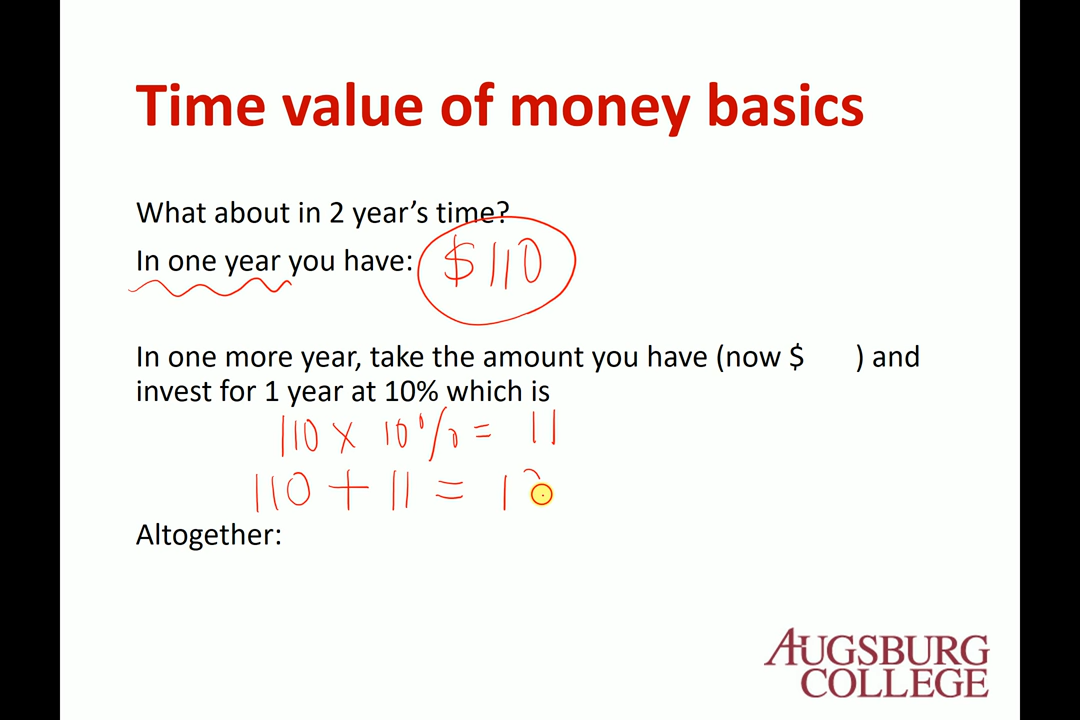 Time value of money basics
What about in 2 year’s time?
In one year you have: $110
In one more year, take the amount you have (now $ ) and
invest for 1 year at 10% which is
110 x 10% = 11
110 + 11 = 12
Altogether:
AUGSBURG
COLLEGE